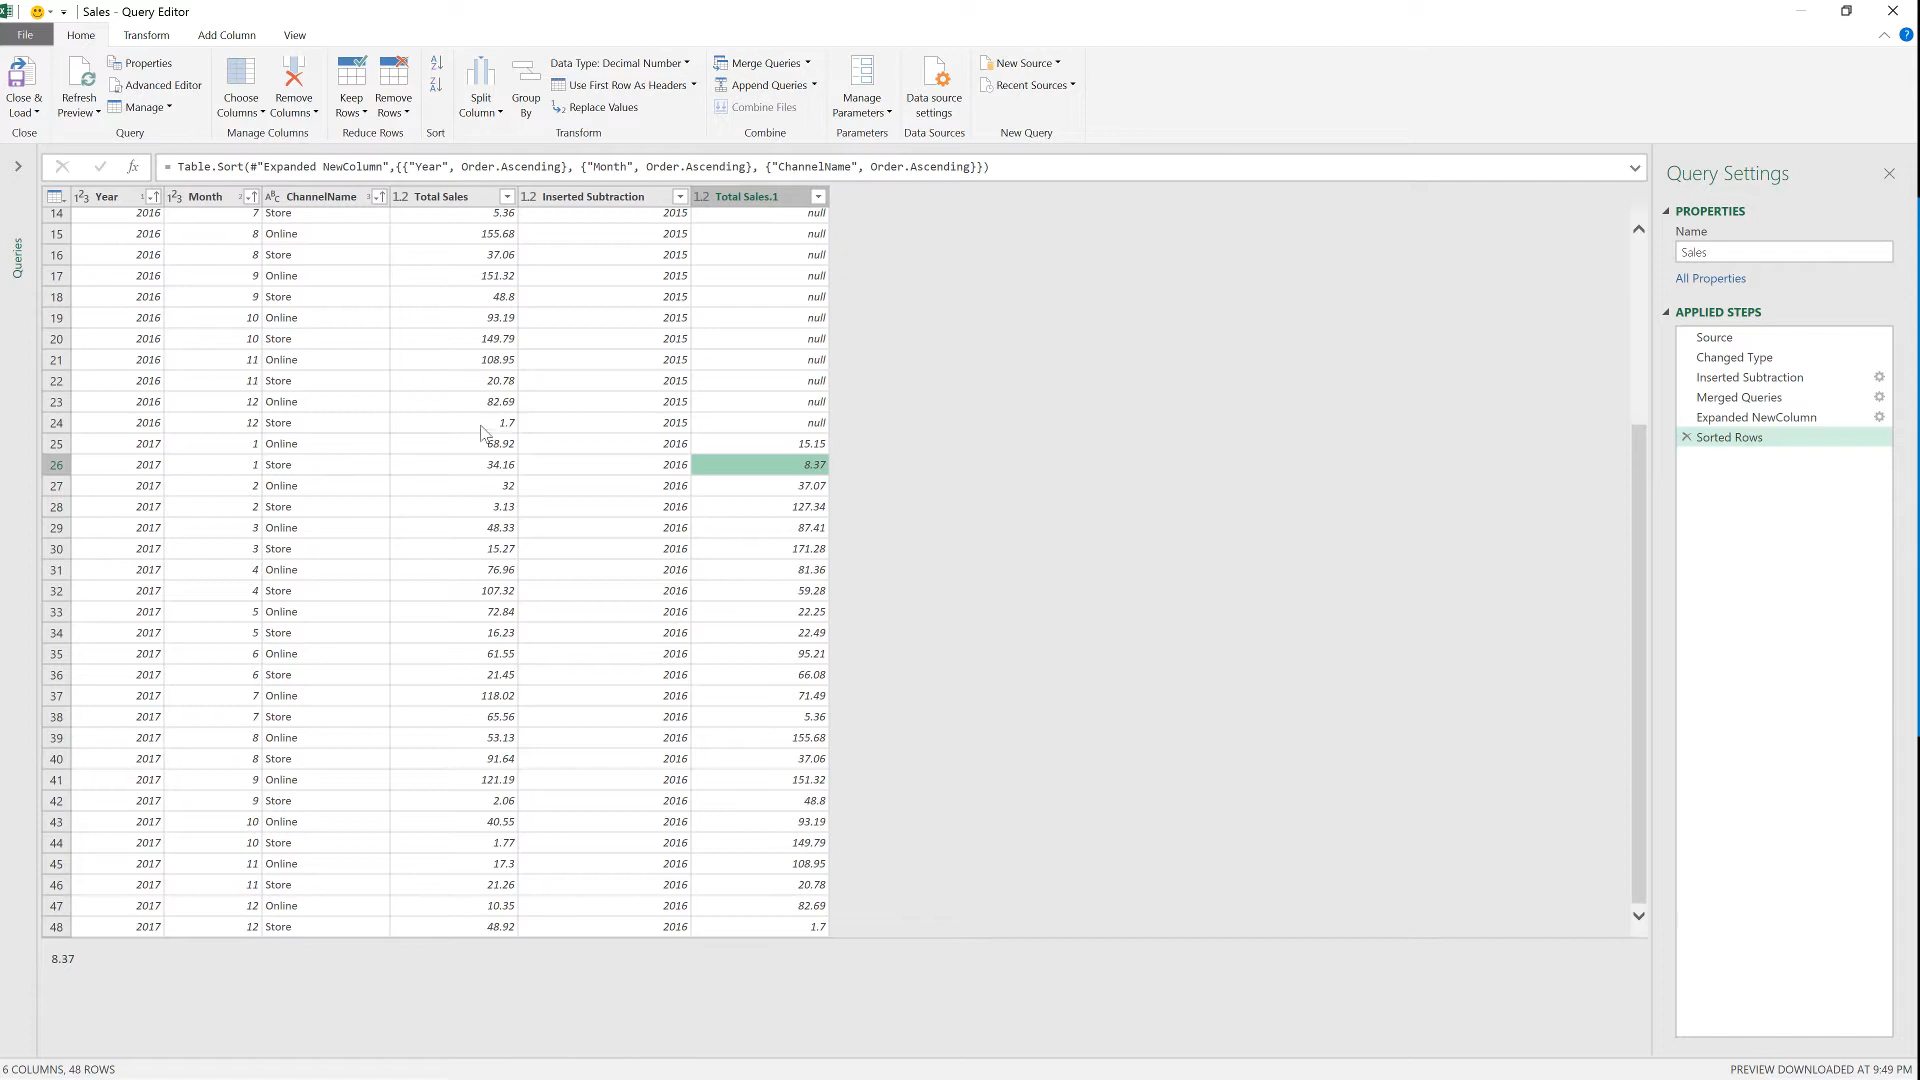 Sales - Query Editor
File Home Transform Add Column View
Close & Load
Close
Refresh Preview
Properties
Advanced Editor
Manage
Query
Choose Columns
Remove Columns
Manage Columns
Keep Rows
Remove Rows
Reduce Rows
Sort
Split Column
Group By
Data Type: Decimal Number
Use First Row As Headers
Replace Values
Transform
Merge Queries
Append Queries
Combine Files
Combine
Manage Parameters
Parameters
Data source settings
Data Sources
New Source
Recent Sources
New Query
fx = Table.Sort(#"Expanded NewColumn",{{"Year", Order.Ascending}, {"Month", Order.Ascending}, {"ChannelName", Order.Ascending}})
Queries
Year Month ChannelName 1.2 Total Sales 1.2 Inserted Subtraction 1.2 Total Sales.1
14 2016 7 Store 5.36 2015 null
15 2016 8 Online 155.68 2015 null
16 2016 8 Store 37.06 2015 null
17 2016 9 Online 151.32 2015 null
18 2016 9 Store 48.8 2015 null
19 2016 10 Online 93.19 2015 null
20 2016 10 Store 149.79 2015 null
21 2016 11 Online 108.95 2015 null
22 2016 11 Store 20.78 2015 null
23 2016 12 Online 82.69 2015 null
24 2016 12 Store 1.7 2015 null
25 2017 1 Online 68.92 2016 15.15
26 2017 1 Store 34.16 2016 8.37
27 2017 2 Online 32 2016 37.07
28 2017 2 Store 3.13 2016 127.34
29 2017 3 Online 48.33 2016 87.41
30 2017 3 Store 15.27 2016 171.28
31 2017 4 Online 76.96 2016 81.36
32 2017 4 Store 107.32 2016 59.28
33 2017 5 Online 72.84 2016 22.25
34 2017 5 Store 16.23 2016 22.49
35 2017 6 Online 61.55 2016 95.21
36 2017 6 Store 21.45 2016 66.08
37 2017 7 Online 118.02 2016 71.49
38 2017 7 Store 65.56 2016 5.36
39 2017 8 Online 53.13 2016 155.68
40 2017 8 Store 91.64 2016 37.06
41 2017 9 Online 121.19 2016 151.32
42 2017 9 Store 2.06 2016 48.8
43 2017 10 Online 40.55 2016 93.19
44 2017 10 Store 1.77 2016 149.79
45 2017 11 Online 17.3 2016 108.95
46 2017 11 Store 21.26 2016 20.78
47 2017 12 Online 10.35 2016 82.69
48 2017 12 Store 48.92 2016 1.7
8.37
Query Settings
PROPERTIES
Name
Sales
All Properties
APPLIED STEPS
Source
Changed Type
Inserted Subtraction
Merged Queries
Expanded NewColumn
Sorted Rows
6 COLUMNS, 48 ROWS
PREVIEW DOWNLOADED AT 9:49 PM